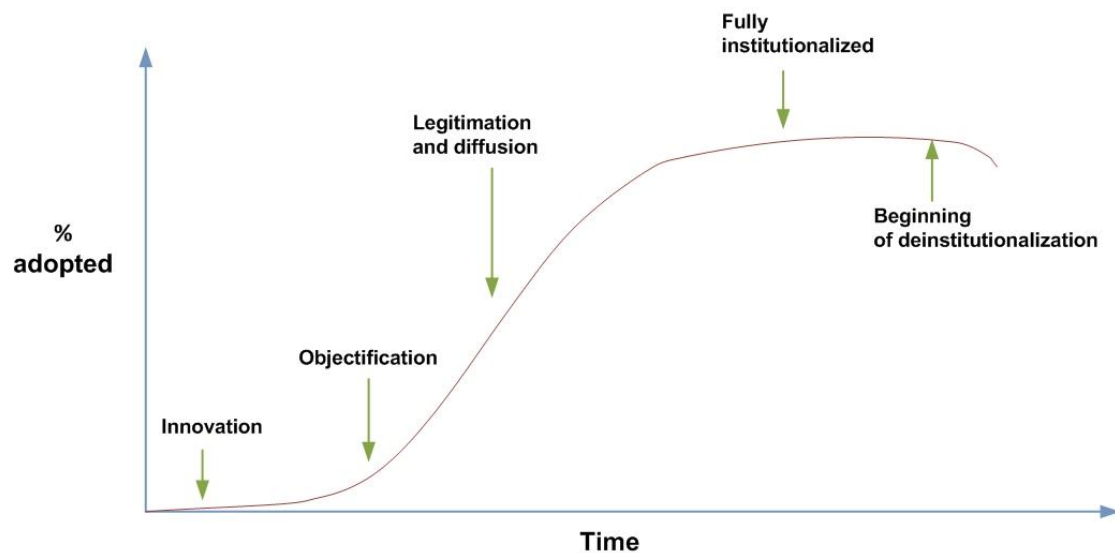 Fully
institutionalized
Legitimation
and diffusion
%
adopted
Beginning
of deinstitutionalization
Objectification
Innovation
Time